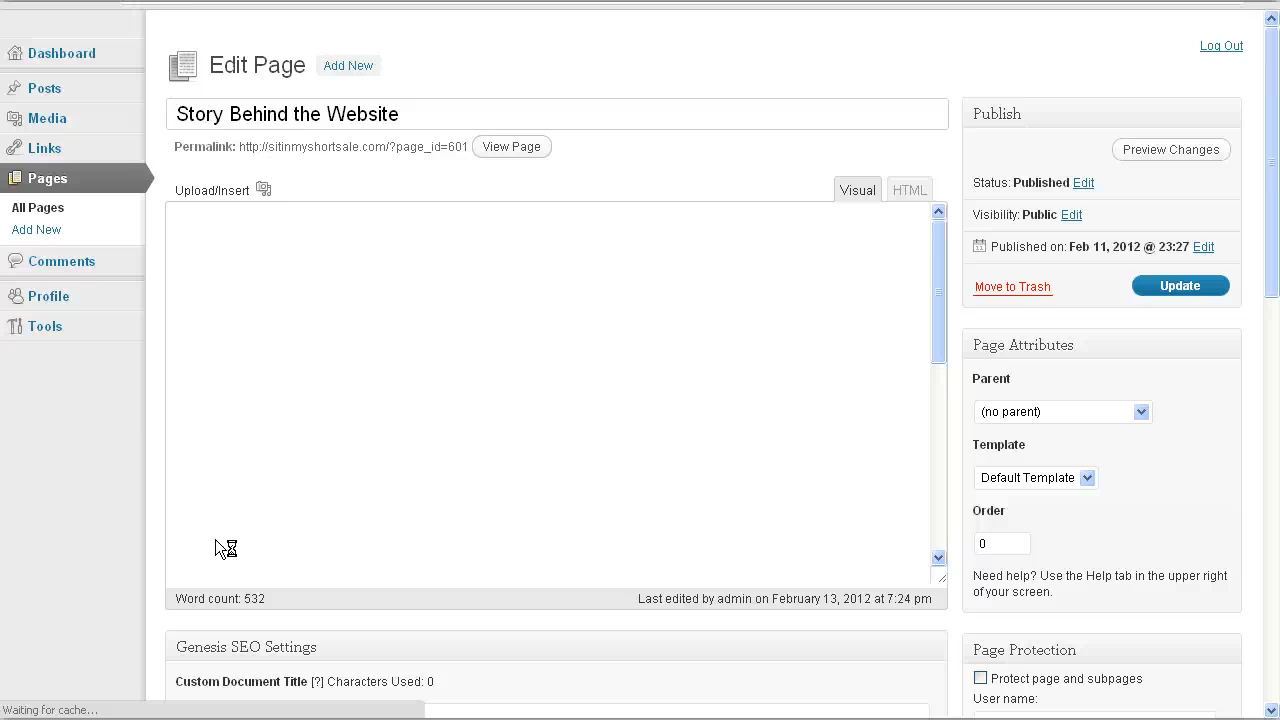 Log Out
Dashboard
Posts
Media
Links
Pages
All Pages
Add New
Comments
Profile
Tools
Edit Page Add New
Story Behind the Website
Permalink: http://sitinmyshortsale.com/?page_id=601 View Page
Upload/Insert
Visual HTML
Word count: 532 Last edited by admin on February 13, 2012 at 7:24 pm
Genesis SEO Settings
Custom Document Title [?] Characters Used: 0
Publish
Preview Changes
Status: Published Edit
Visibility: Public Edit
Published on: Feb 11, 2012 @ 23:27 Edit
Move to Trash Update
Page Attributes
Parent
(no parent)
Template
Default Template
Order
0
Need help? Use the Help tab in the upper right
of your screen.
Page Protection
Protect page and subpages
User name:
Waiting for cache...